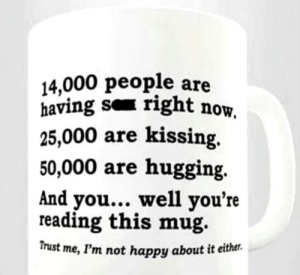 14,000 people are
having s right now.
25,000 are kissing.
50,000 are hugging.
And you... well you're
reading this mug.
Trust me, I'm not happy about it either.